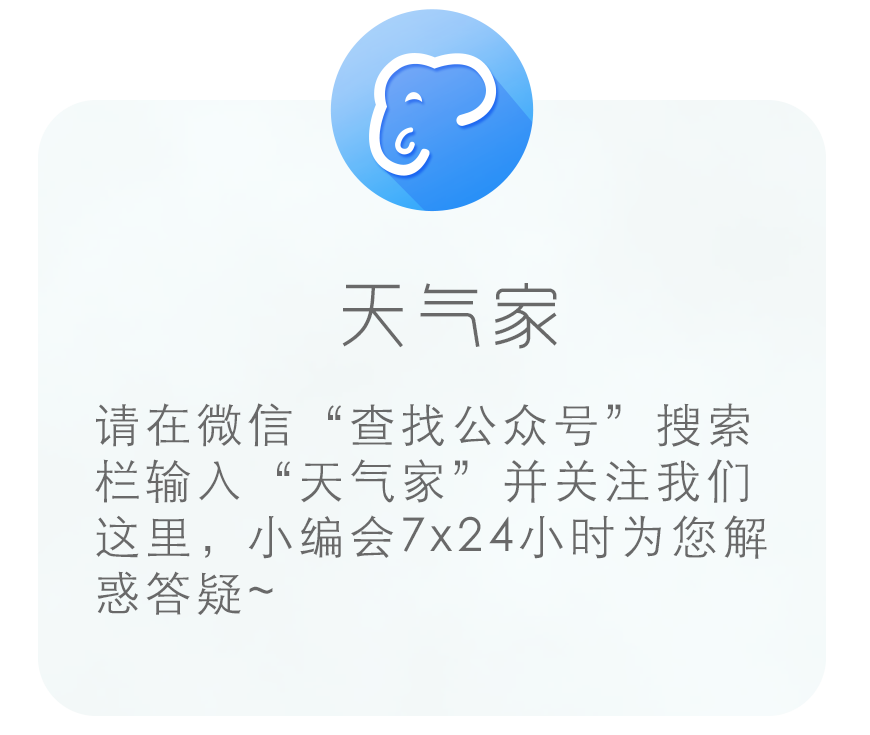 天气家
请在微信“查找公众号”搜索
栏输入“天气家”并关注我们
这里，小编会7x24小时为您解
惑答疑~